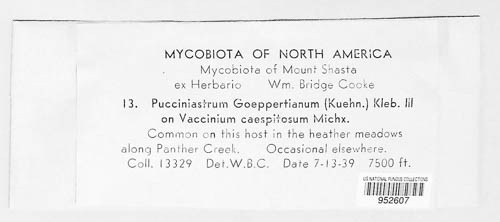 MYCOBIOTA OF NORTH AMERICA
Mycobiota of Mount Shasta
ex Herbario Wm. Bridge Cooke
13. Pucciniastrum Goeppertianum (Kuehn.) Kleb. III
on Vaccinium caespitosum Michx.
Common on this host in the heather meadows
along Panther Creek. Occasional elsewhere.
Coll. 13329 Det. W.B.C. Date 7-13-39 7500 ft.
US NATIONAL FUNGUS COLLECTIONS
952607